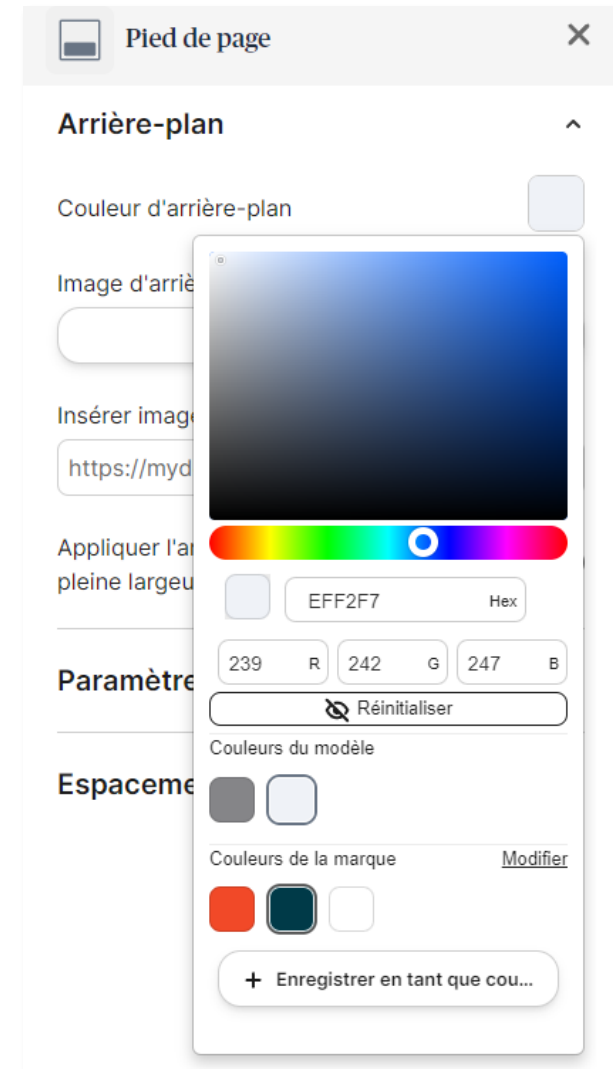 Pied de page
Arrière-plan
Couleur d'arrière-plan
Image d'arriè
Insérer image
https://myd
Appliquer l'ar
pleine largeu
Paramètre
Espaceme
EFF2F7 Hex
239 R 242 G 247 B
Réinitialiser
Couleurs du modèle
Couleurs de la marque Modifier
+ Enregistrer en tant que cou...